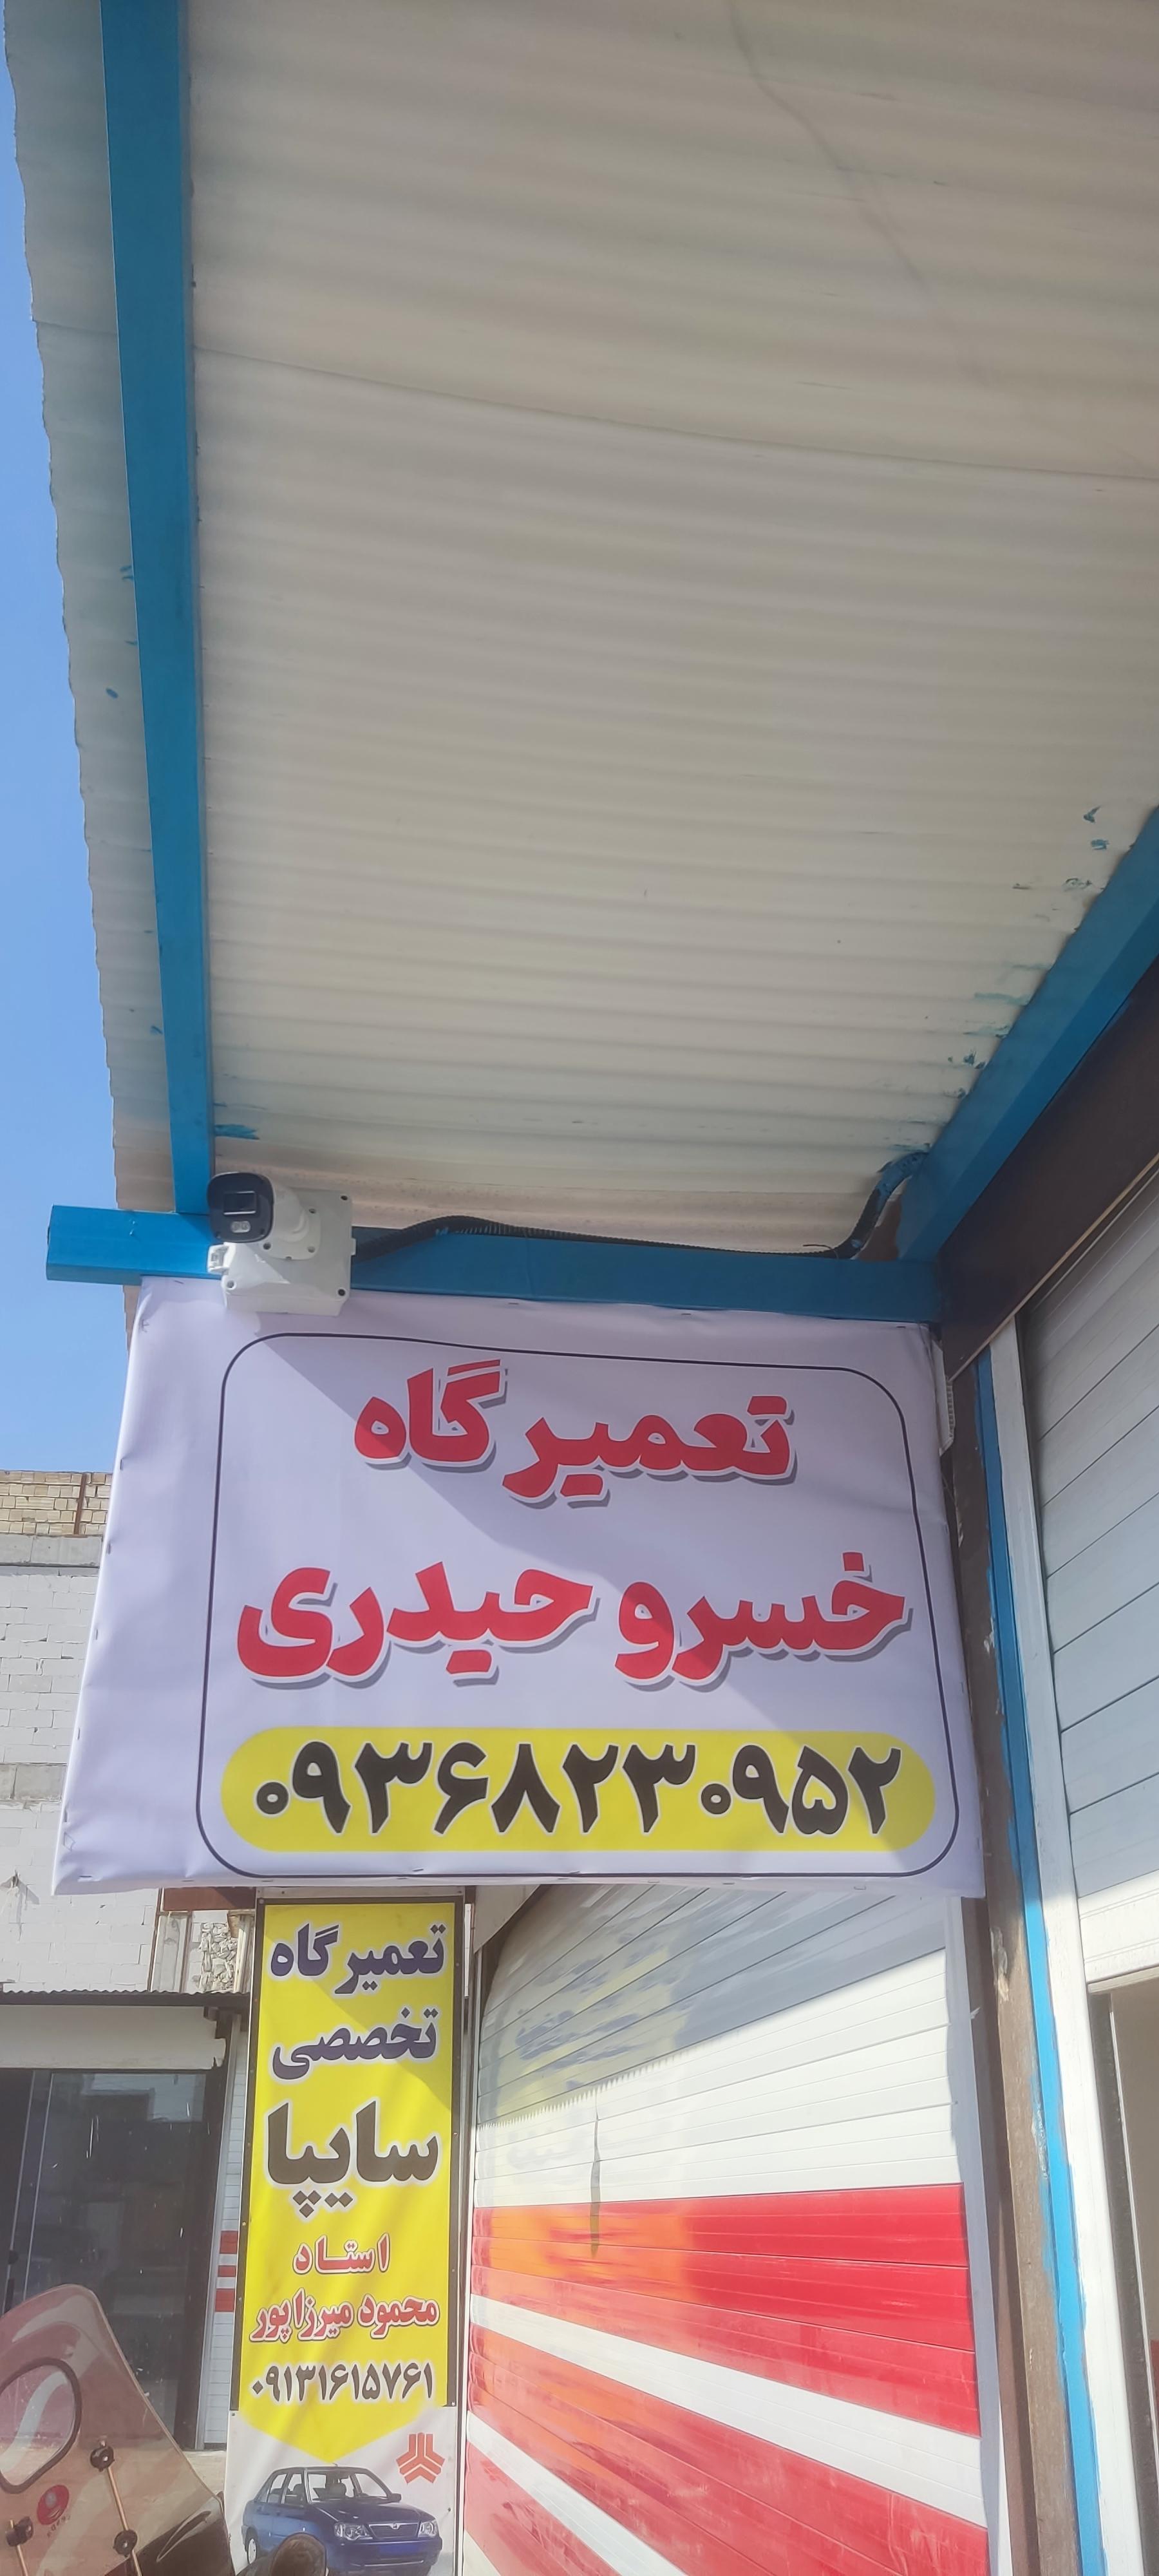 تعمیرگاه
خسرو حیدری
۰۹۳۶۸۲۳۰۹۵۲
تعمیرگاه
تخصصی
سایپا
استاد
محمود میرزاپور
۰۹۱۳۱۶۱۵۷۶۱